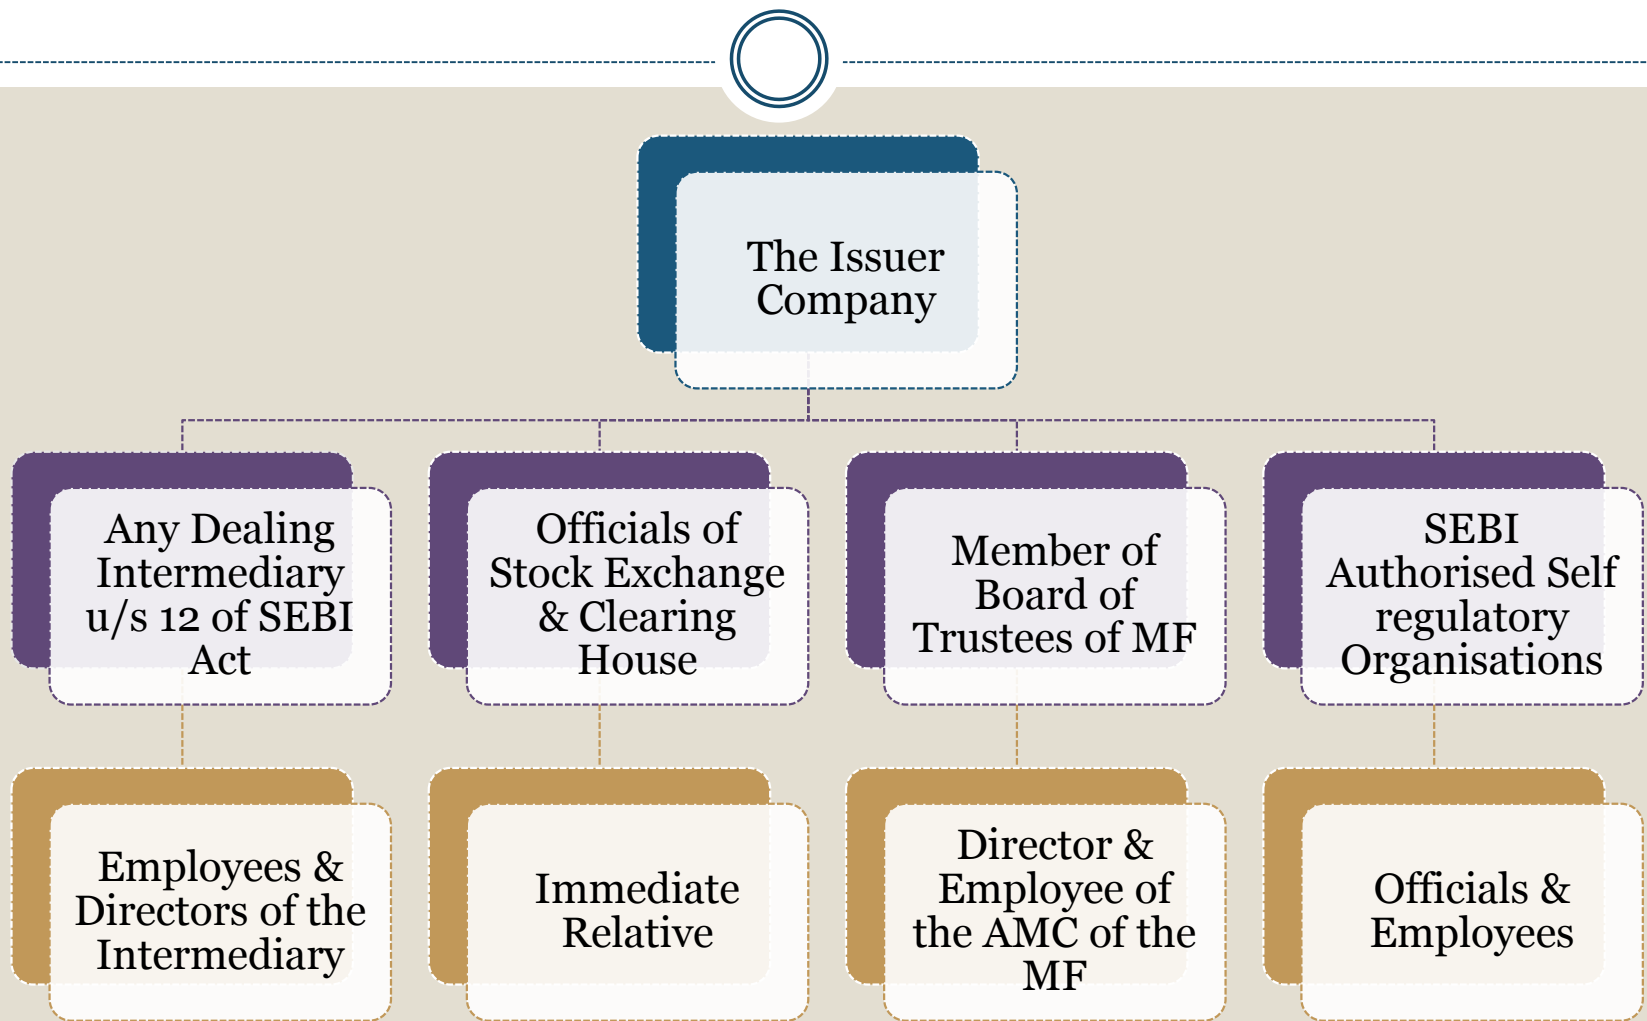 The Issuer
Company
Any Dealing
Intermediary
u/s 12 of SEBI
Act
Officials of
Stock Exchange
& Clearing
House
Member of
Board of
Trustees of MF
SEBI
Authorised Self
regulatory
Organisations
Employees &
Directors of the
Intermediary
Immediate
Relative
Director &
Employee of
the AMC of the
MF
Officials &
Employees